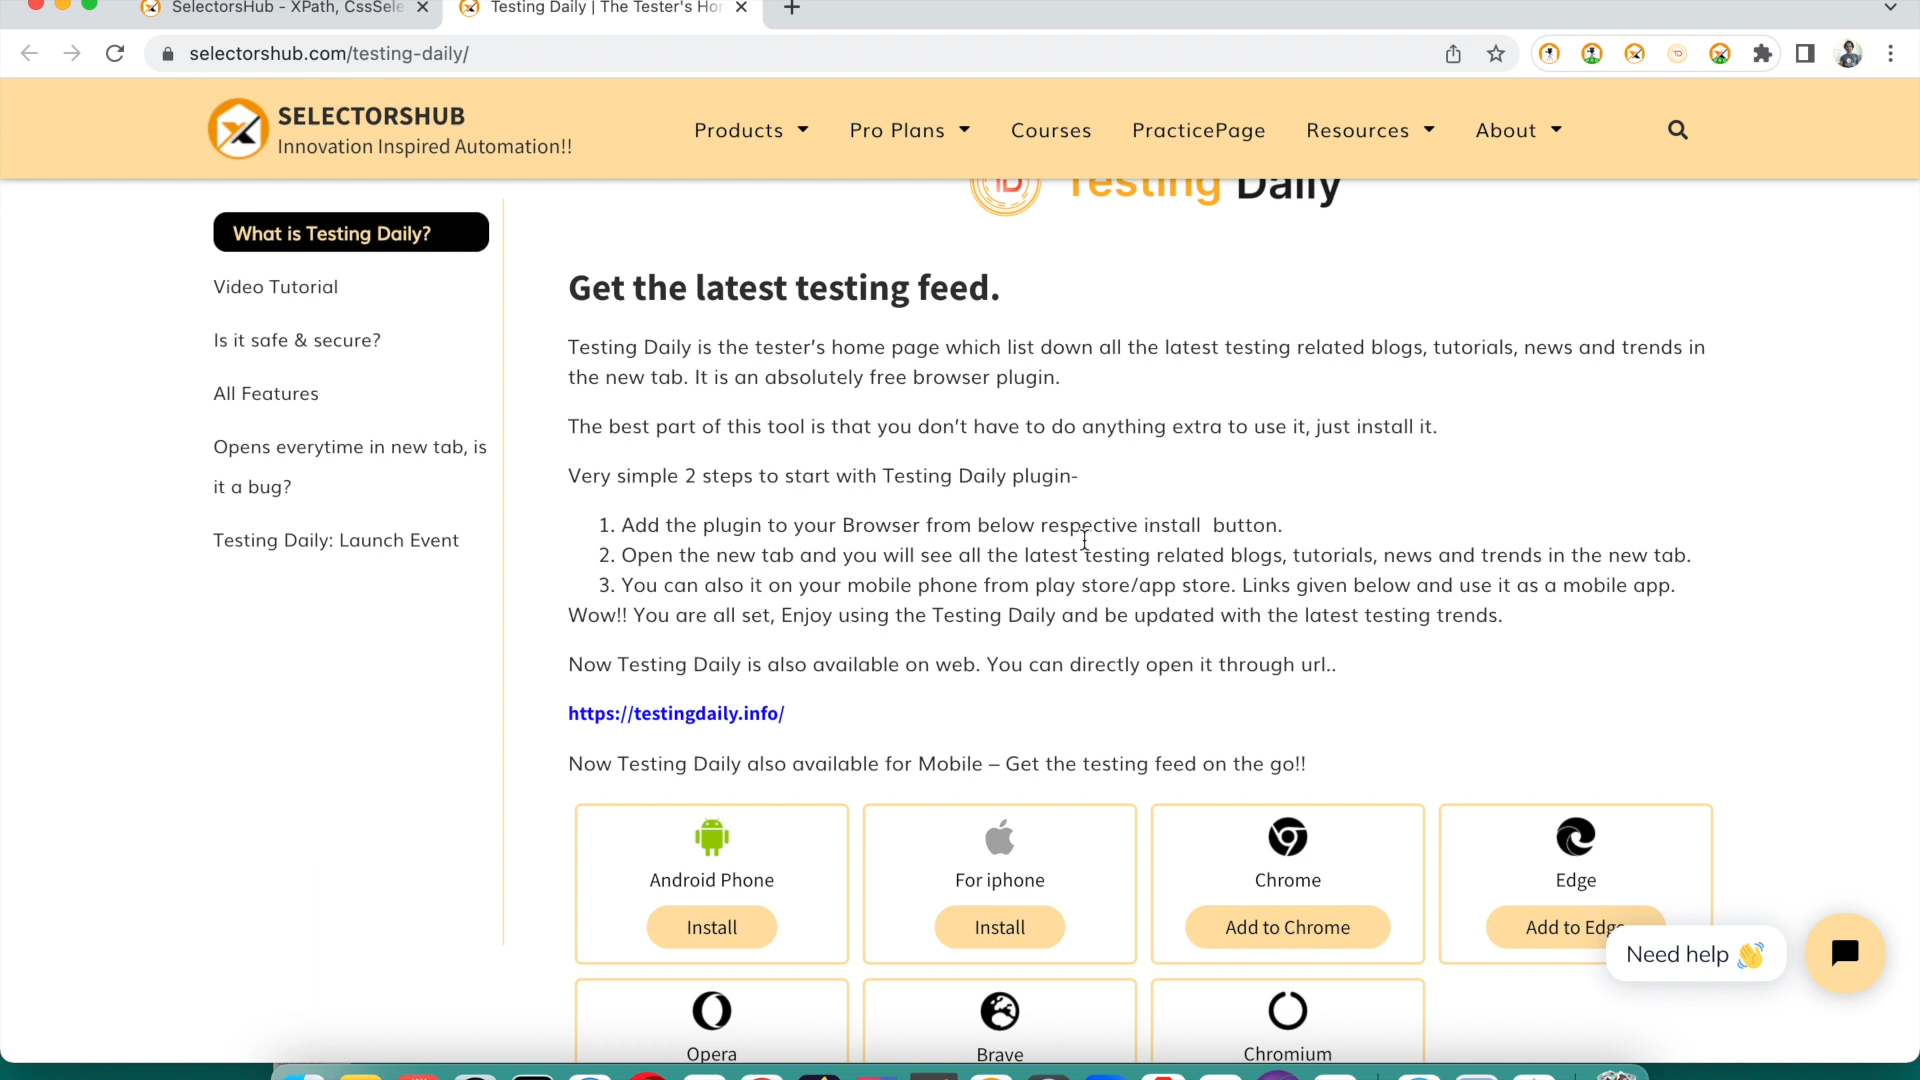 SelectorsHub - XPath, CssSele
Testing Daily | The Tester's Hor
selectorshub.com/testing-daily/
SELECTORSHUB
Innovation Inspired Automation!!
Products
Pro Plans
Courses
PracticePage
Resources
About
TD Testing Daily
What is Testing Daily?
Video Tutorial
Is it safe & secure?
All Features
Opens everytime in new tab, is
it a bug?
Testing Daily: Launch Event
Get the latest testing feed.
Testing Daily is the tester's home page which list down all the latest testing related blogs, tutorials, news and trends in
the new tab. It is an absolutely free browser plugin.
The best part of this tool is that you don't have to do anything extra to use it, just install it.
Very simple 2 steps to start with Testing Daily plugin-
1. Add the plugin to your Browser from below respective install button.
2. Open the new tab and you will see all the latest testing related blogs, tutorials, news and trends in the new tab.
3. You can also it on your mobile phone from play store/app store. Links given below and use it as a mobile app.
Wow!! You are all set, Enjoy using the Testing Daily and be updated with the latest testing trends.
Now Testing Daily is also available on web. You can directly open it through url..
https://testingdaily.info/
Now Testing Daily also available for Mobile – Get the testing feed on the go!!
Android Phone
Install
For iphone
Install
Chrome
Add to Chrome
Edge
Add to Edge
Need help 👋
Opera
Brave
Chromium